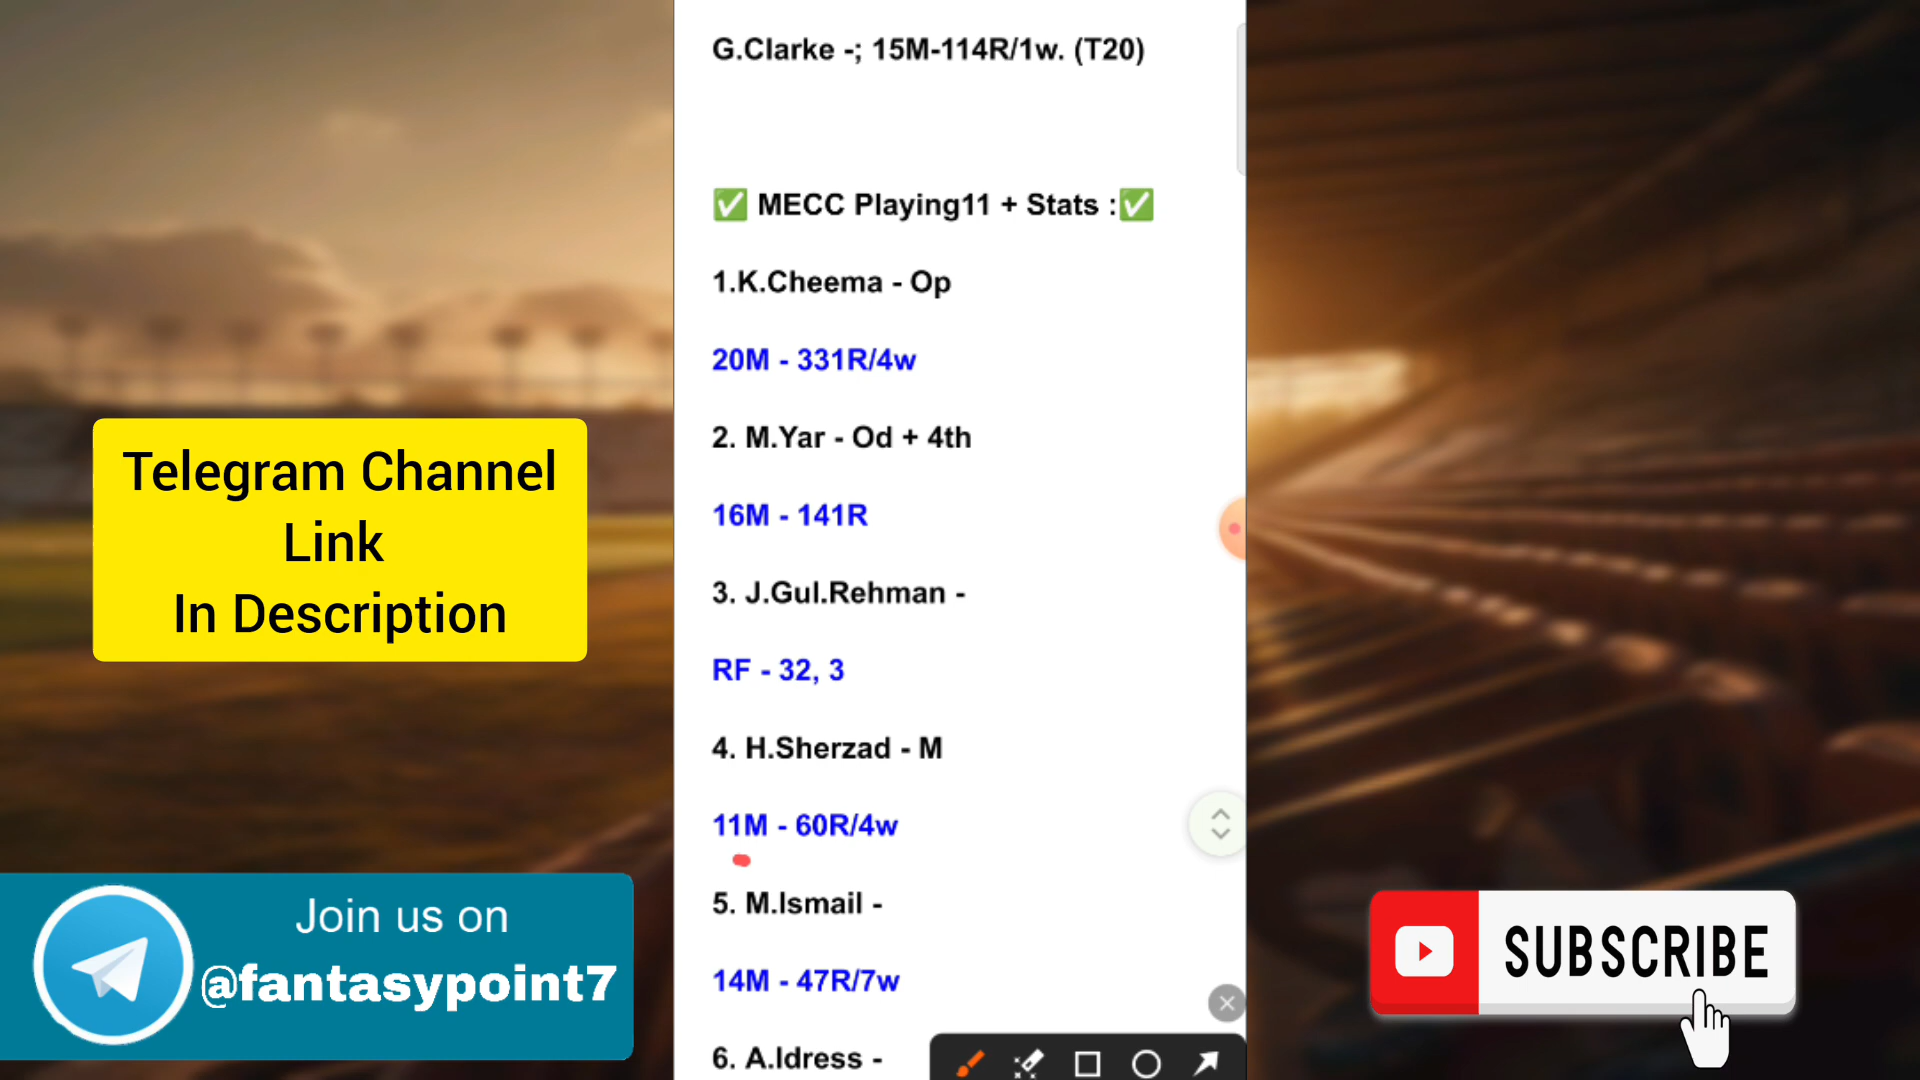 G.Clarke -; 15M-114R/1w. (T20)
✅ MECC Playing11 + Stats :✅
1.K.Cheema - Op
20M - 331R/4w
2. M.Yar - Od + 4th
16M - 141R
3. J.Gul.Rehman -
RF - 32, 3
4. H.Sherzad - M
11M - 60R/4w
5. M.Ismail -
14M - 47R/7w
6. A.Idress -
Telegram Channel
Link
In Description
Join us on
@fantasypoint7
SUBSCRIBE